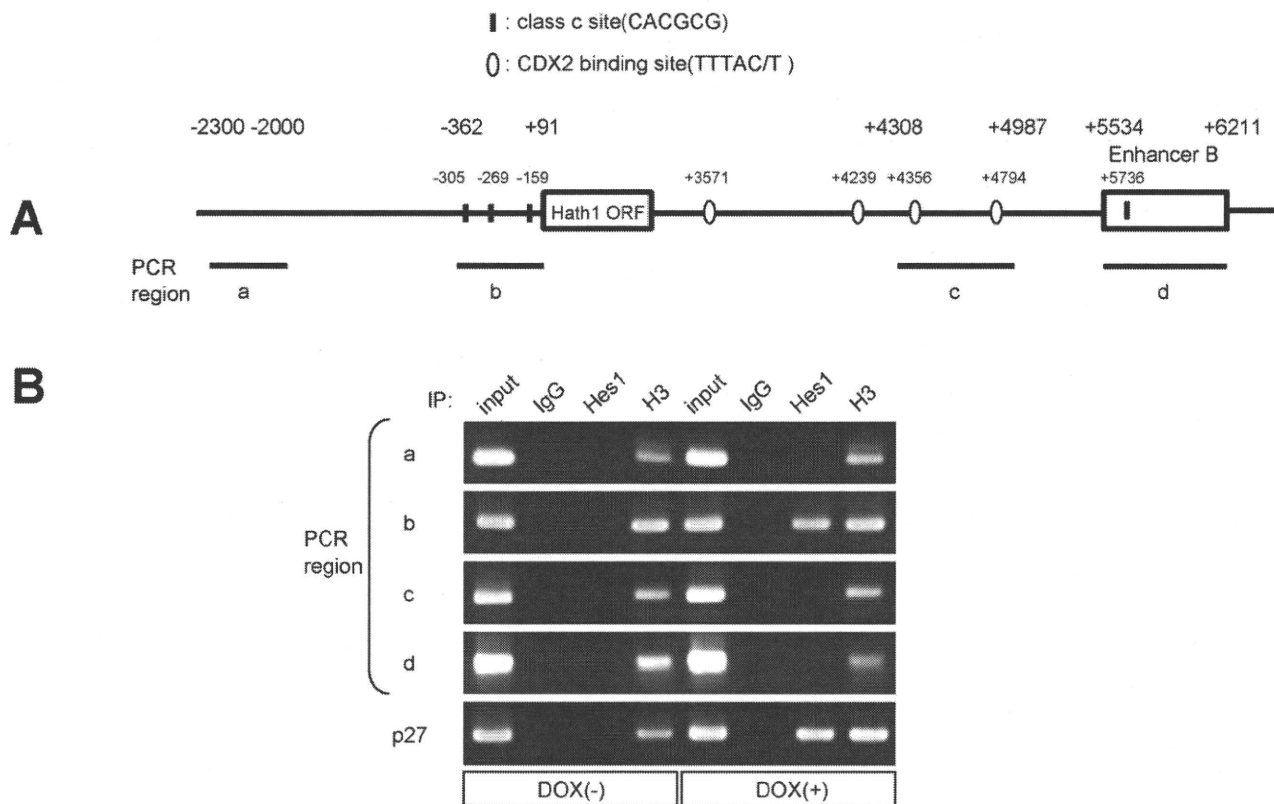 : class c site(CACGCG)
: CDX2 binding site(TTTAC/T )
-2300 -2000 -362 +91 +4308 +4987 +5534 +6211
Enhancer B
-305 -269 -159 +3571 +4239 +4356 +4794 +5736
A
Hath1 ORF
PCR
region
a b c d
B
IP: input IgG Hes1 H3 input IgG Hes1 H3
a
b
PCR
region
c
d
p27
DOX(-) DOX(+)